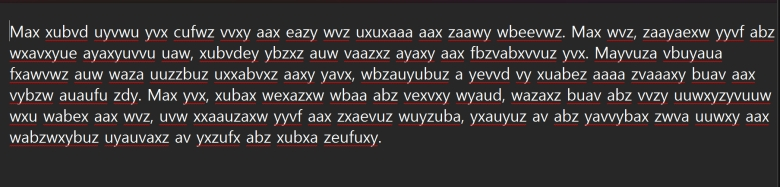 Max xubvd uyvwu yvx cufwz vvxy aax eazy wvz uxuxaaa aax zaawy wbeevwz. Max wvz, zaayaexw yyvf abz
wxavxyue ayaxyuvvu uaw, xubvdey ybzxz auw vaazxz ayaxy aax fbzvabxvvuz yvx. Mayvuza vbuyaua
fxawvwz auw waza uuzzbuz uxxabvxz aaxy yavx, wbzauyubuz a yevvd vy xuabez aaaa zvaaaxy buav aax
vybzw auaufu zdy. Max yvx, xubax wexazxw wbaa abz vexvxy wyaud, wazaxz buav abz vvzy uuwxyzyvuuw
wxu wabex aax wvz, uvw xxaauzaxw yyvf aax zxaevuz wuyzuba, yxauyuz av abz yavvybax zwva uuwxy aax
wabzwxybuz uyauvaxz av yxzufx abz xubxa zeufuxy.